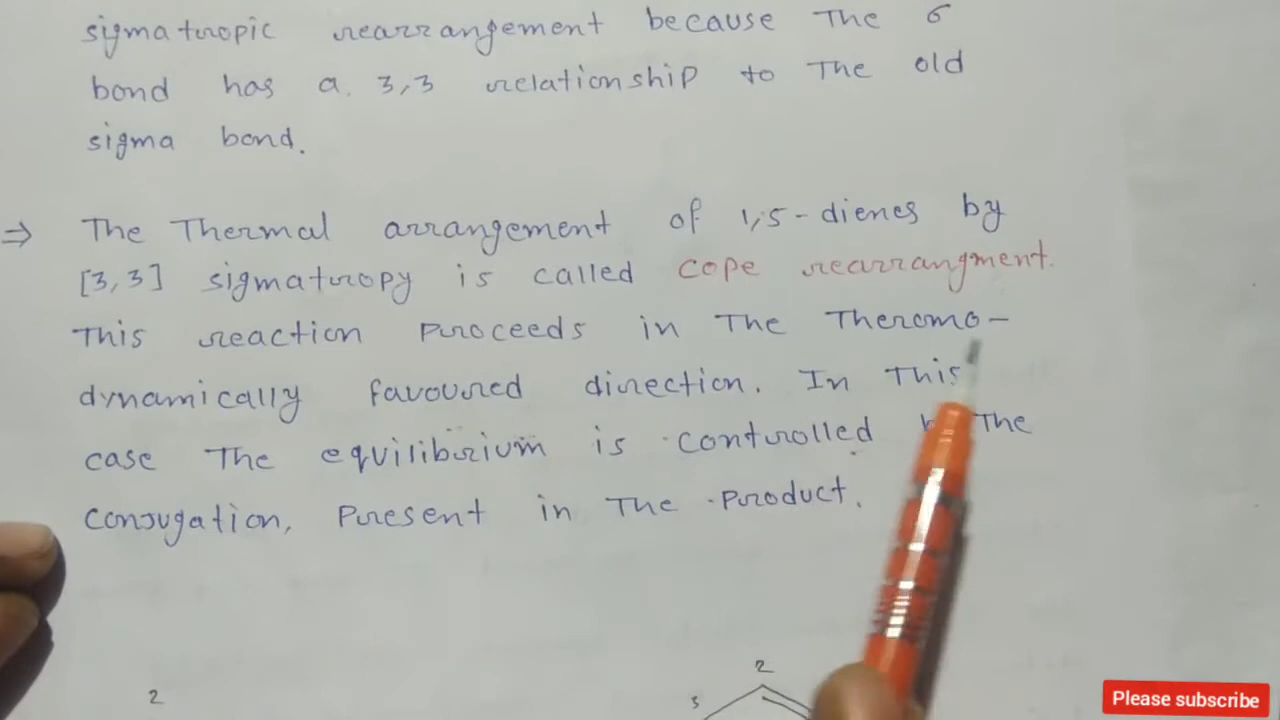 sigmatropic rearrangement because The σ
bond has a 3,3 relationship to The old
sigma bond.
⇒ The Thermal arrangement of 1,5-dienes by
[3,3] sigmatropy is called cope rearrangment.
This reaction Proceeds in The Theromo-
dynamically favoured direction. In This
case The equilibrium is controlled The
conjugation, Present in The Product.
2
2
3
Please subscribe